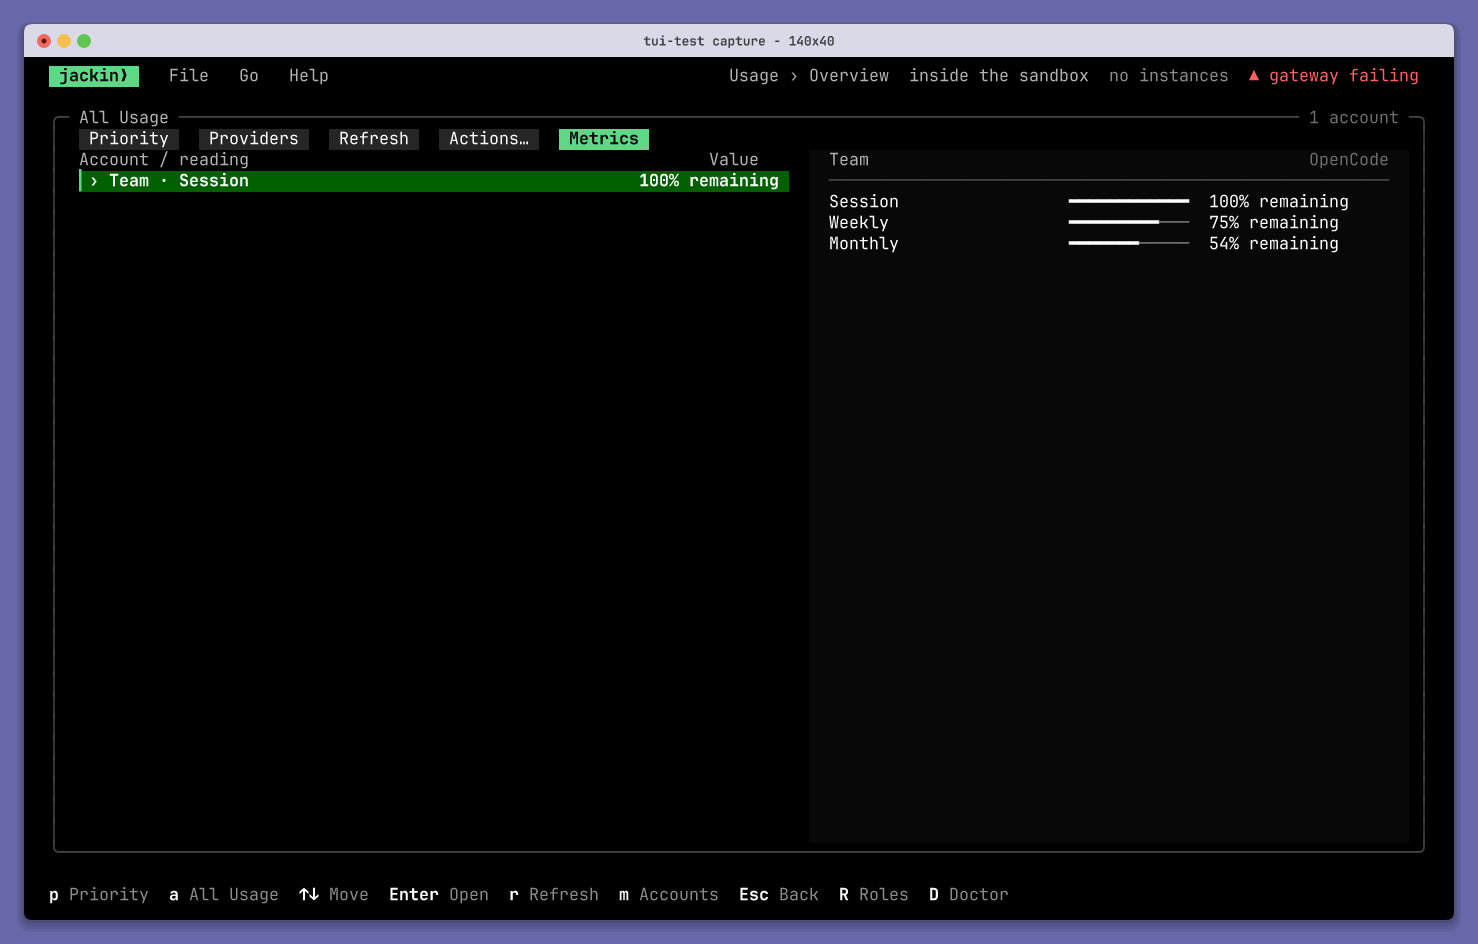 tui-test capture - 140x40
jackin❯ File Go Help Usage › Overview inside the sandbox no instances ▲ gateway failing
All Usage 1 account
Priority Providers Refresh Actions… Metrics
Account / reading Value Team OpenCode
› Team · Session 100% remaining
Session 100% remaining
Weekly 75% remaining
Monthly 54% remaining
p Priority a All Usage ↑↓ Move Enter Open r Refresh m Accounts Esc Back R Roles D Doctor